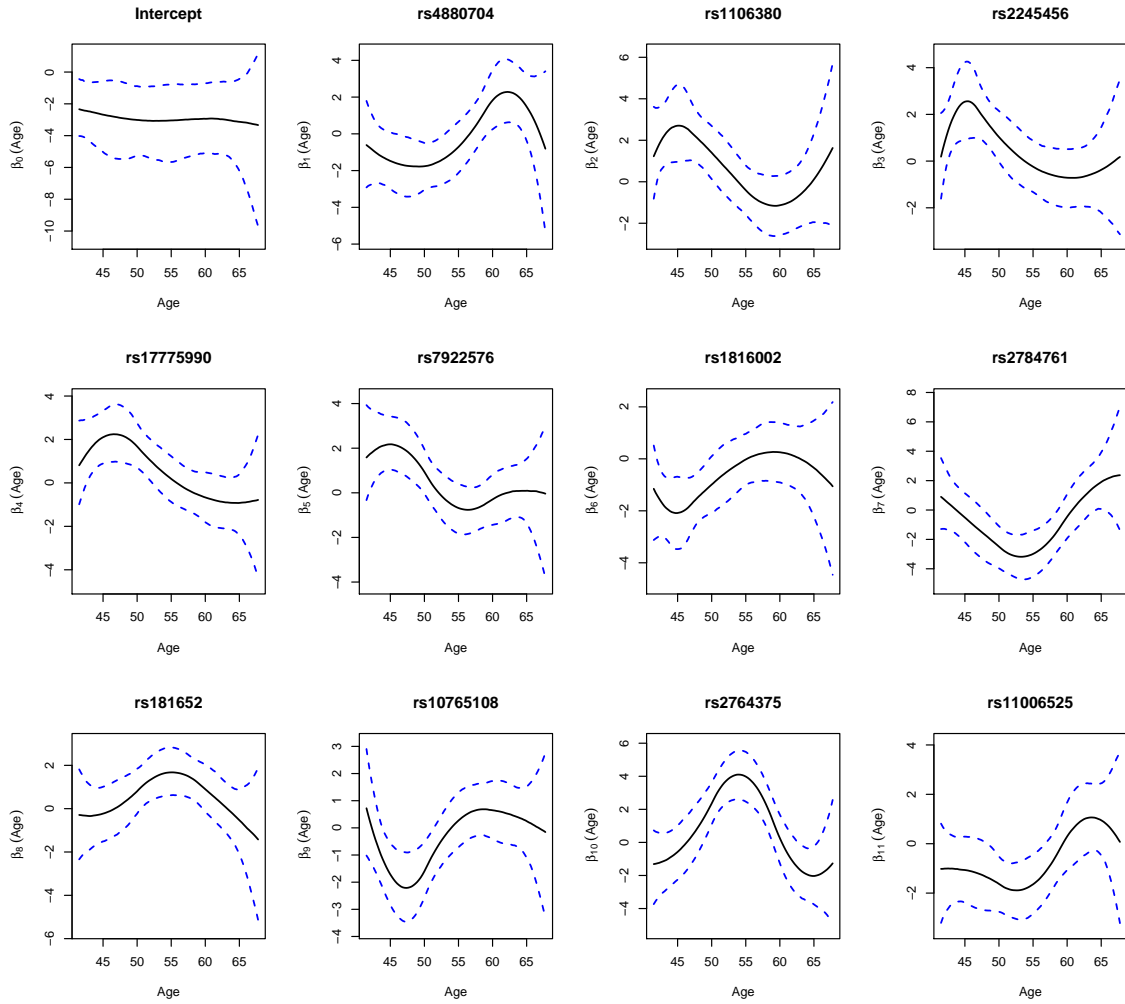 Intercept
rs4880704
rs1106380
rs2245456
β0 (Age)
0
−2
−4
−6
−8
−10
45 50 55 60 65
Age
β1 (Age)
4
2
0
−2
−4
−6
45 50 55 60 65
Age
β2 (Age)
6
4
2
0
−2
45 50 55 60 65
Age
β3 (Age)
4
2
0
−2
45 50 55 60 65
Age
rs17775990
rs7922576
rs1816002
rs2784761
β4 (Age)
4
2
0
−2
−4
45 50 55 60 65
Age
β5 (Age)
4
2
0
−2
−4
45 50 55 60 65
Age
β6 (Age)
2
0
−2
−4
45 50 55 60 65
Age
β7 (Age)
8
6
4
2
0
−2
−4
45 50 55 60 65
Age
rs181652
rs10765108
rs2764375
rs11006525
β8 (Age)
2
0
−2
−4
−6
45 50 55 60 65
Age
β9 (Age)
3
2
1
0
−1
−2
−3
−4
45 50 55 60 65
Age
β10 (Age)
6
4
2
0
−2
−4
45 50 55 60 65
Age
β11 (Age)
4
2
0
−2
45 50 55 60 65
Age